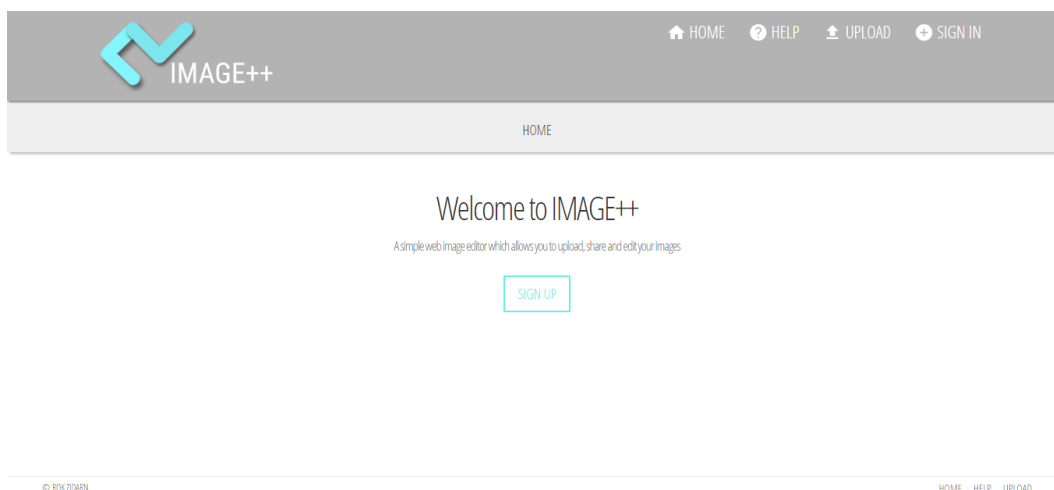 HOME HELP UPLOAD SIGN IN
IMAGE++
HOME
Welcome to IMAGE++
A simple web image editor which allows you to upload, share and edit your images
SIGN UP
© ROK ZIDARN
HOME HELP UPLOAD